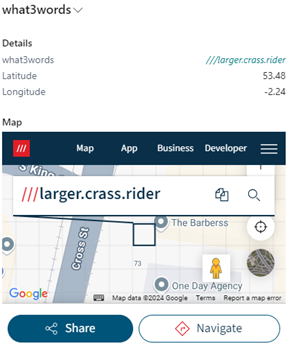 what3words
Details
what3words ///larger.crass.rider
Latitude 53.48
Longitude -2.24
Map
/// Map App Business Developer
///larger.crass.rider
S King
The Barberss
Cross St
73
One Day Agency
Google Map data ©2024 Google Terms Report a map error
Share Navigate